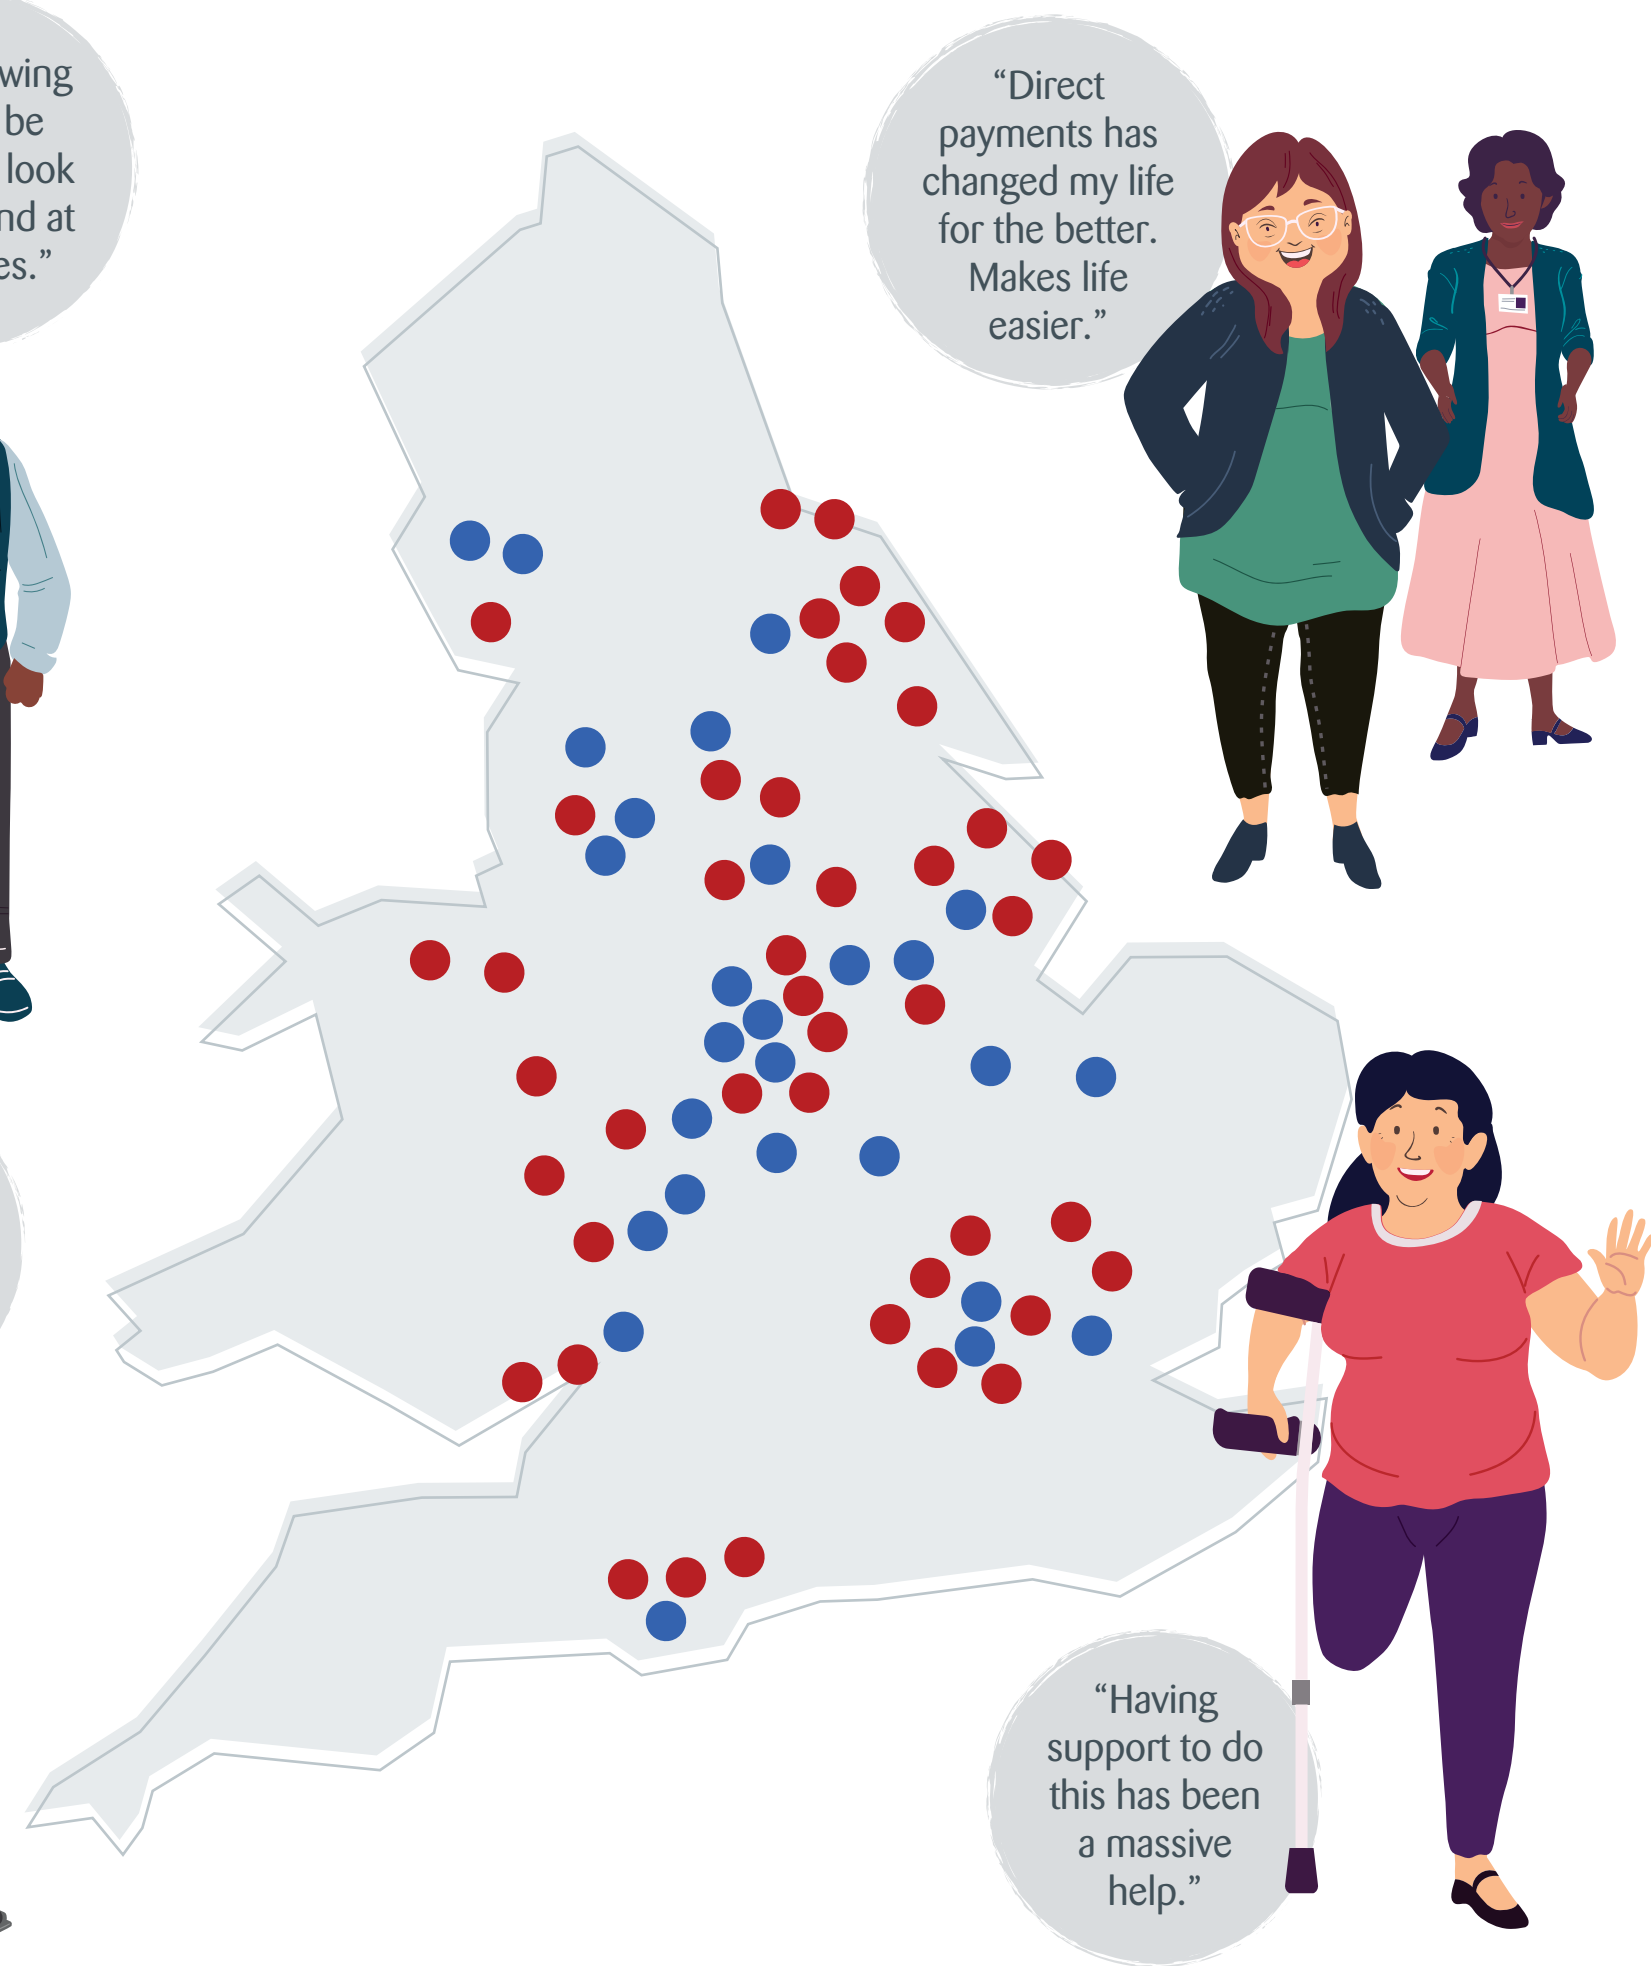 wing
be
look
nd at
es.”
“Direct
payments has
changed my life
for the better.
Makes life
easier.”
“Having
support to do
this has been
a massive
help.”